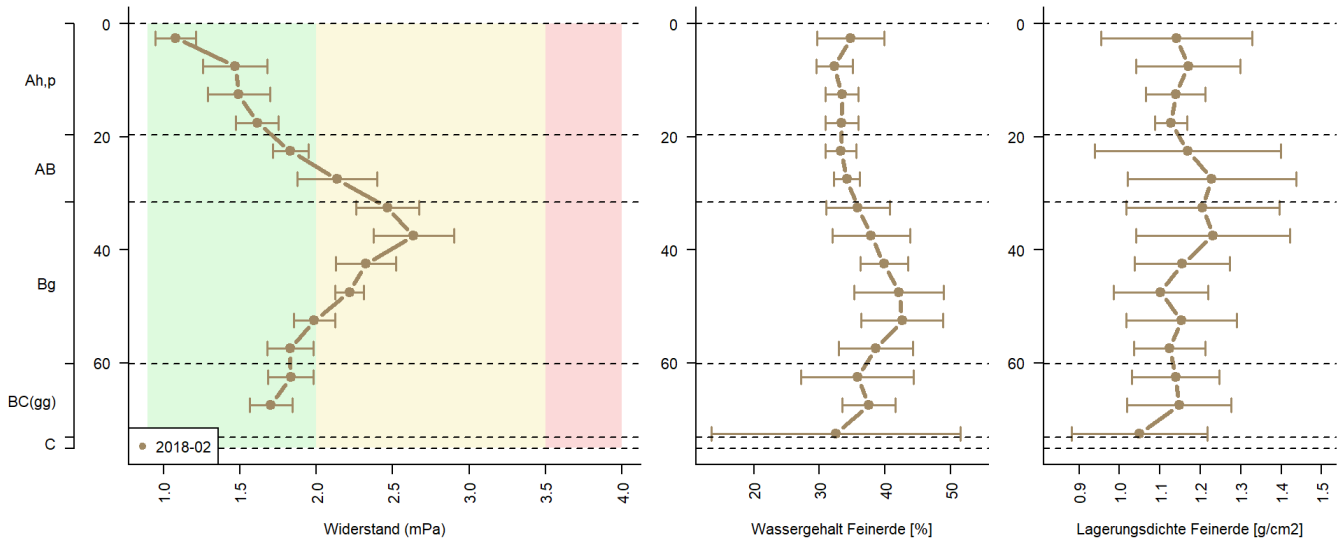 Ah,p
AB
Bg
BC(gg)
C
0
20
40
60
2018-02
1.0 1.5 2.0 2.5 3.0 3.5 4.0
Widerstand (mPa)
0
20
40
60
20 30 40 50
Wassergehalt Feinerde [%]
0
20
40
60
0.9 1.0 1.1 1.2 1.3 1.4 1.5
Lagerungsdichte Feinerde [g/cm2]